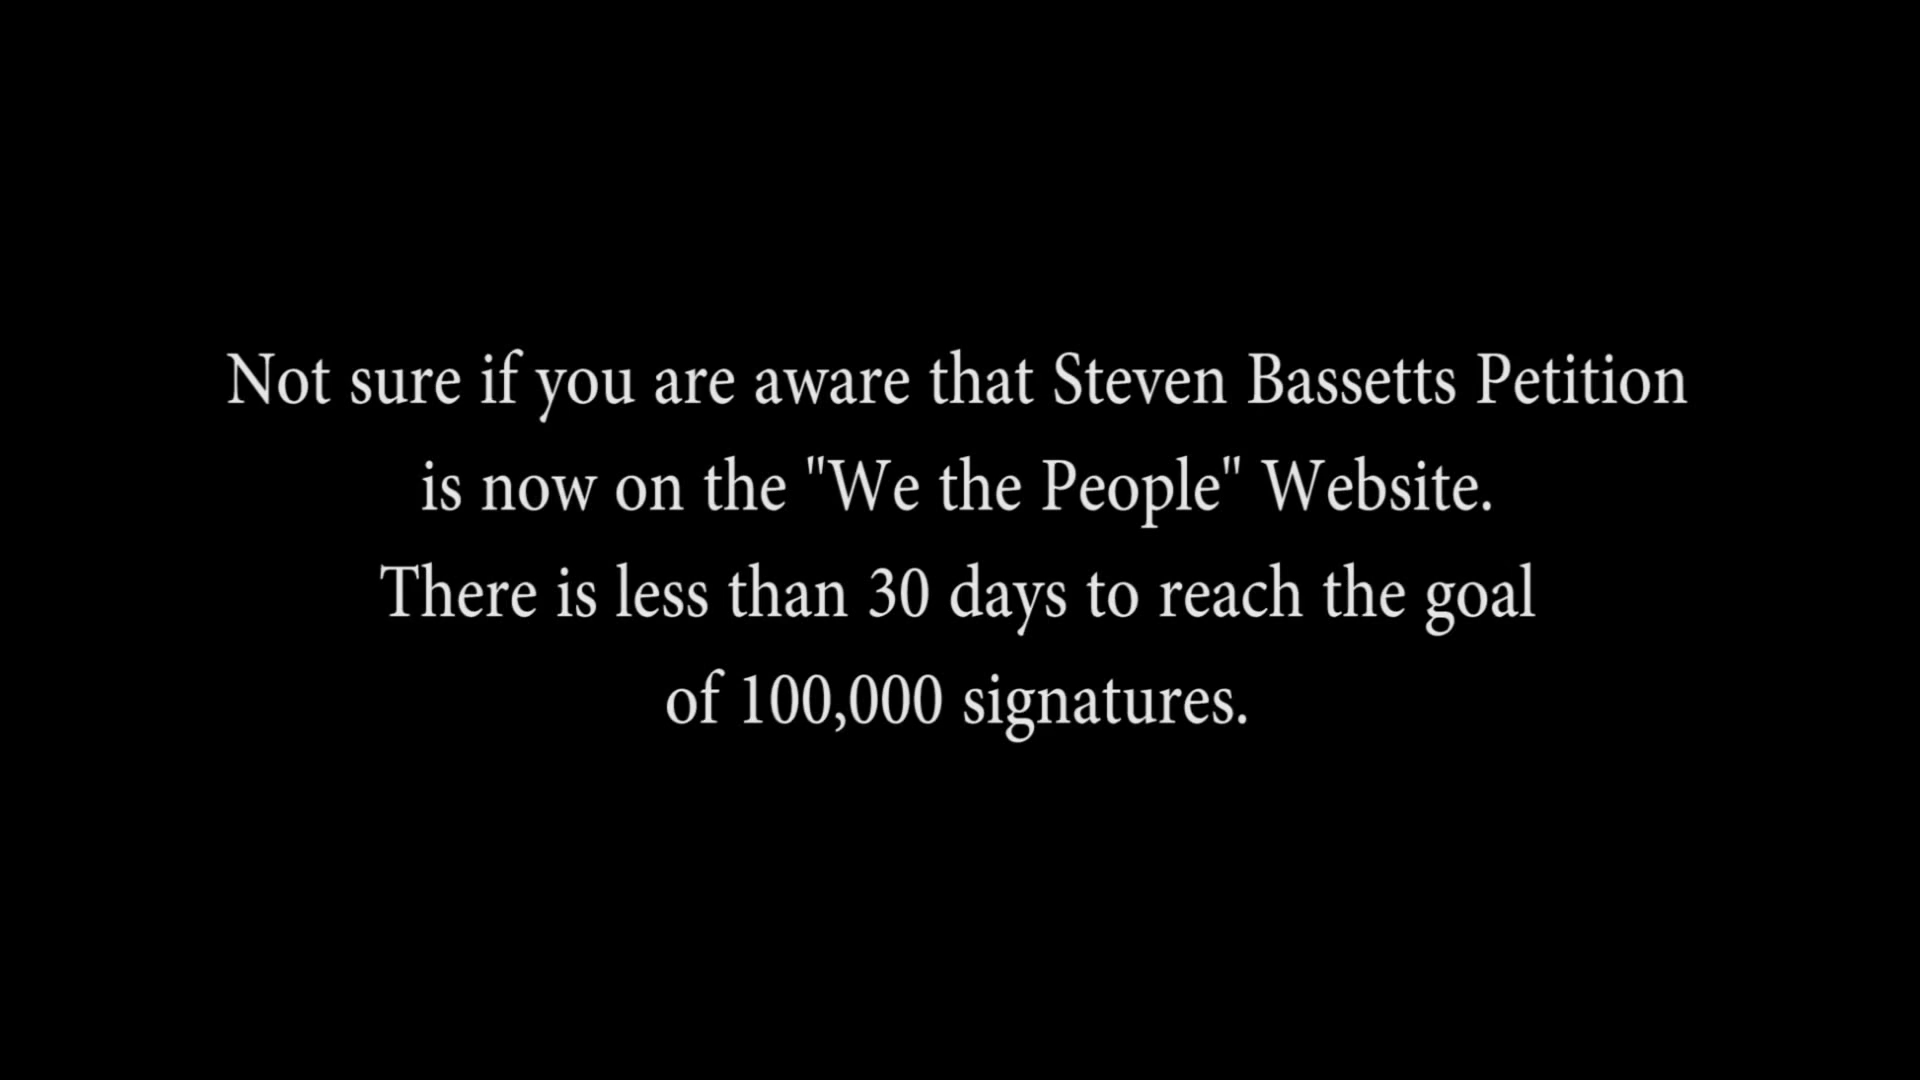 Not sure if you are aware that Steven Bassetts Petition
is now on the "We the People" Website.
There is less than 30 days to reach the goal
of 100,000 signatures.